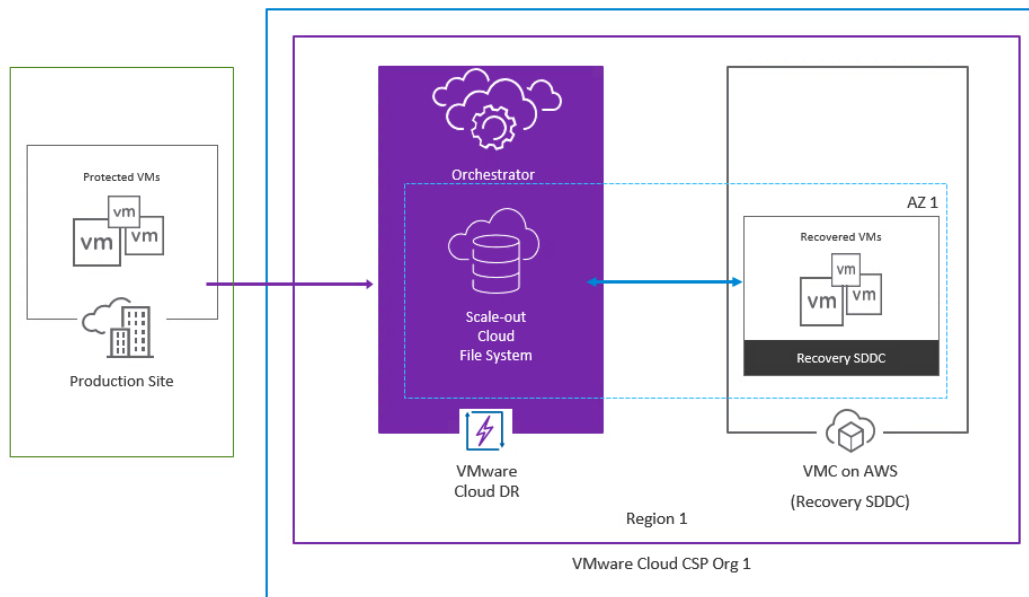 Protected VMs
vm
vm
vm
Production Site
Orchestrator
Scale-out
Cloud
File System
VMware
Cloud DR
AZ 1
Recovered VMs
vm
vm
vm
Recovery SDDC
VMC on AWS
(Recovery SDDC)
Region 1
VMware Cloud CSP Org 1